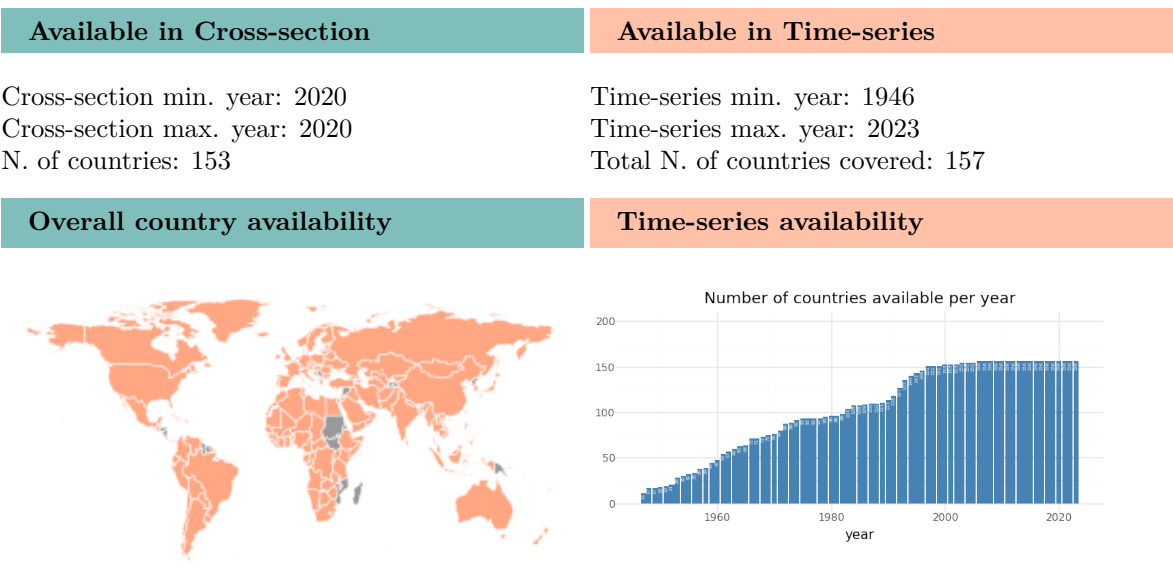 Available in Cross-section
Available in Time-series
Cross-section min. year: 2020
Cross-section max. year: 2020
N. of countries: 153
Time-series min. year: 1946
Time-series max. year: 2023
Total N. of countries covered: 157
Overall country availability
Time-series availability
Number of countries available per year
200
150
100
50
0
1960 1980 2000 2020
year